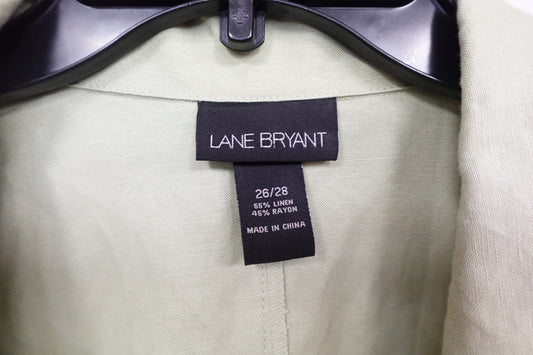 LANE BRYANT
26/28
55% LINEN
45% RAYON
MADE IN CHINA